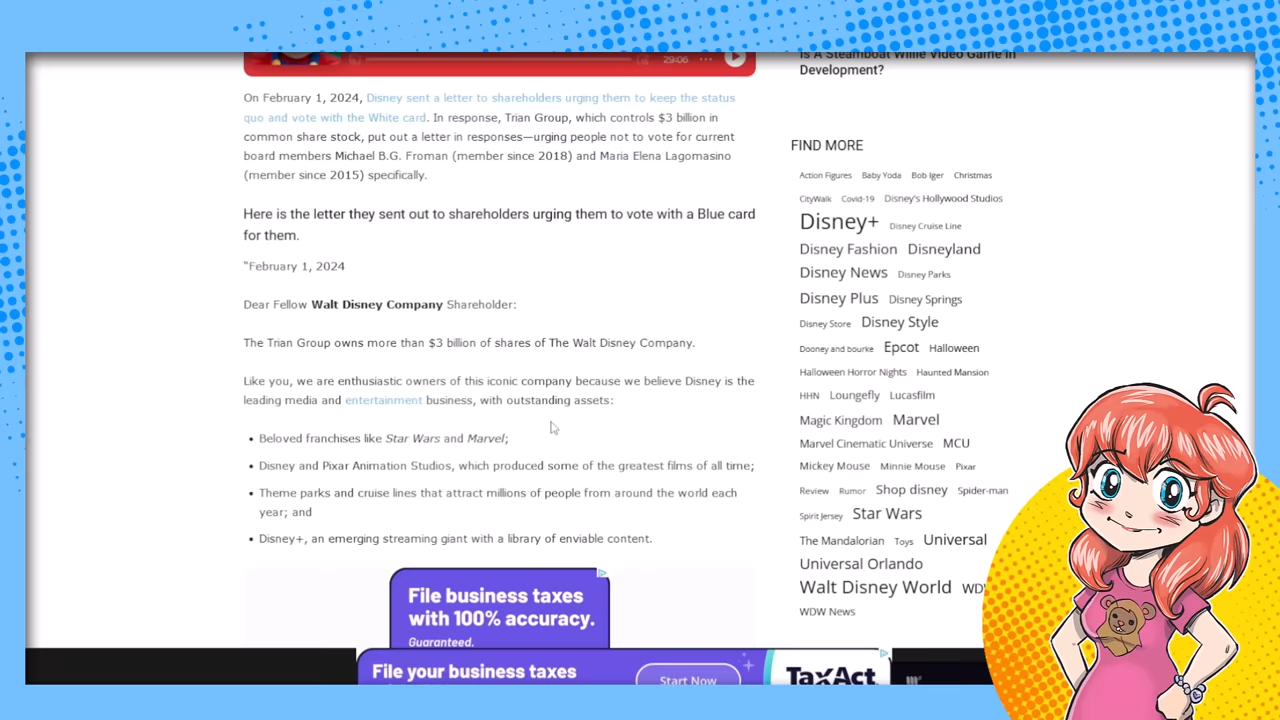 29:06
On February 1, 2024, Disney sent a letter to shareholders urging them to keep the status
quo and vote with the White card. In response, Trian Group, which controls $3 billion in
common share stock, put out a letter in responses—urging people not to vote for current
board members Michael B.G. Froman (member since 2018) and Maria Elena Lagomasino
(member since 2015) specifically.
Here is the letter they sent out to shareholders urging them to vote with a Blue card
for them.
"February 1, 2024
Dear Fellow Walt Disney Company Shareholder:
The Trian Group owns more than $3 billion of shares of The Walt Disney Company.
Like you, we are enthusiastic owners of this iconic company because we believe Disney is the
leading media and entertainment business, with outstanding assets:
• Beloved franchises like Star Wars and Marvel;
• Disney and Pixar Animation Studios, which produced some of the greatest films of all time;
• Theme parks and cruise lines that attract millions of people from around the world each
year; and
• Disney+, an emerging streaming giant with a library of enviable content.
File business taxes
with 100% accuracy.
Guaranteed.
File your business taxes
Start Now
TaxAct
Is A Steamboat Willie Video Game In
Development?
FIND MORE
Action Figures Baby Yoda Bob Iger Christmas
CityWalk Covid-19 Disney's Hollywood Studios
Disney+ Disney Cruise Line
Disney Fashion Disneyland
Disney News Disney Parks
Disney Plus Disney Springs
Disney Store Disney Style
Dooney and bourke Epcot Halloween
Halloween Horror Nights Haunted Mansion
HHN Loungefly Lucasfilm
Magic Kingdom Marvel
Marvel Cinematic Universe MCU
Mickey Mouse Minnie Mouse Pixar
Review Rumor Shop disney Spider-man
Spirit Jersey Star Wars
The Mandalorian Toys Universal
Universal Orlando
Walt Disney World
WDW News